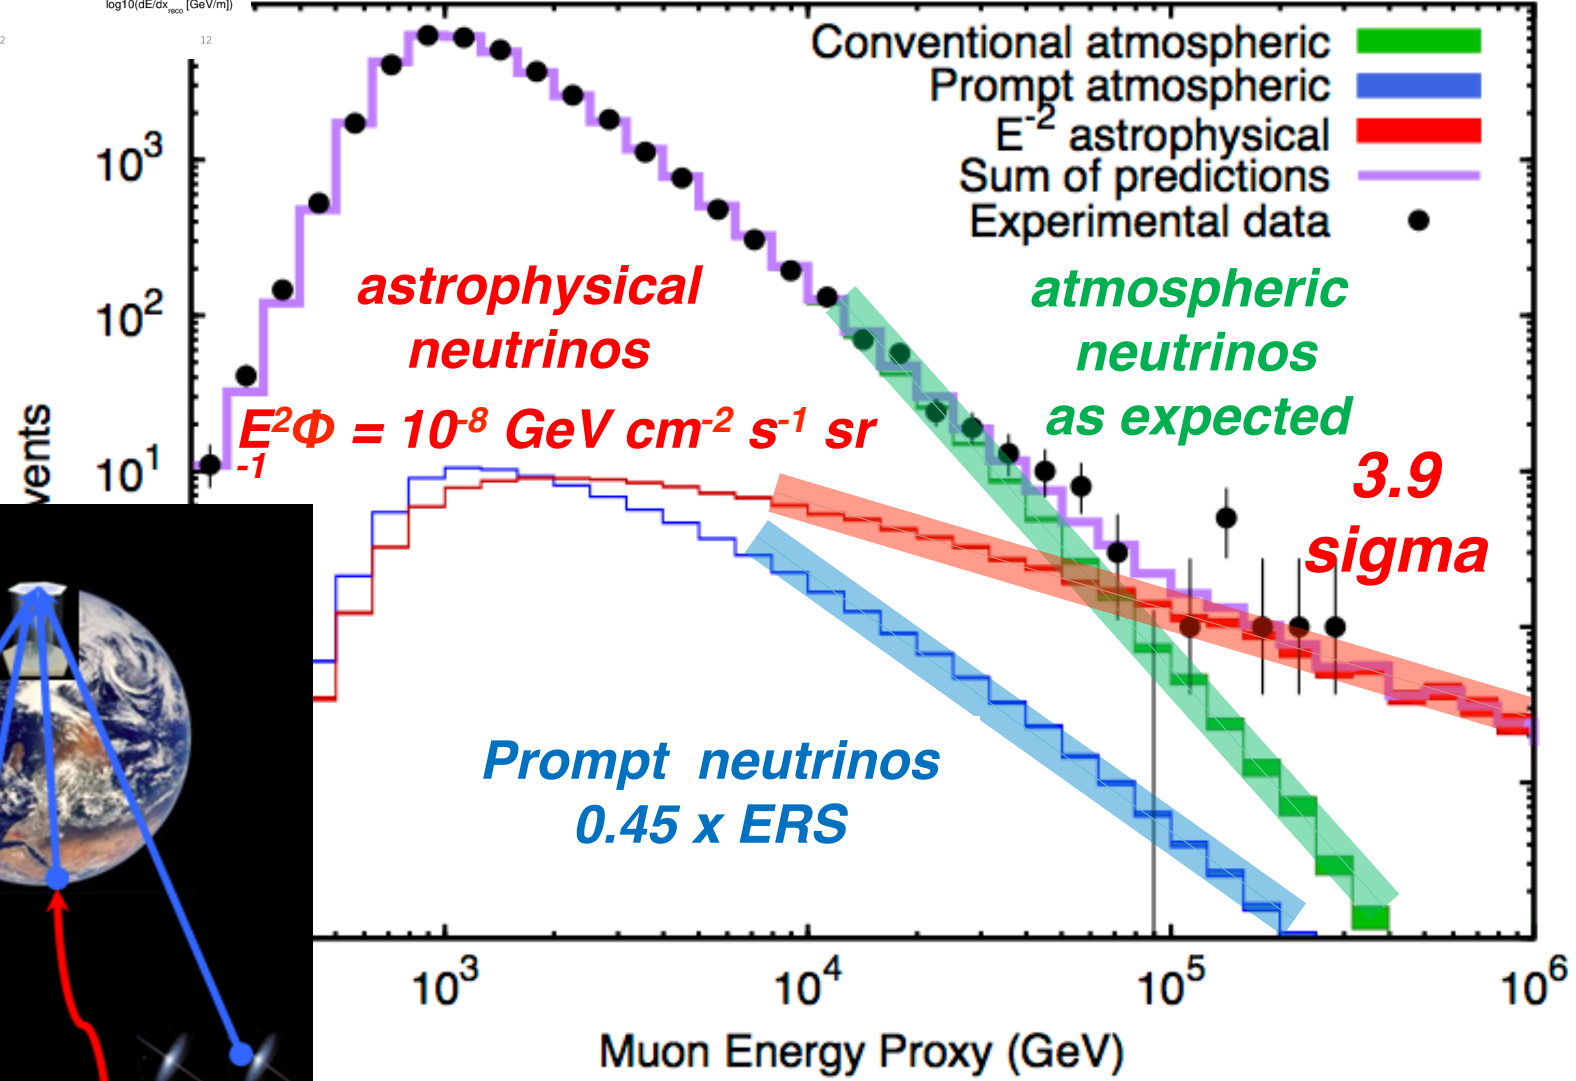 log10(dE/dx_reco [GeV/m])
2
12
Conventional atmospheric
Prompt atmospheric
E^-2 astrophysical
Sum of predictions
Experimental data
10^3
10^2
10^1
astrophysical
neutrinos
E^2Φ = 10^-8 GeV cm^-2 s^-1 sr
-1
atmospheric
neutrinos
as expected
3.9
sigma
Prompt neutrinos
0.45 x ERS
vents
10^3
10^4
10^5
10^6
Muon Energy Proxy (GeV)